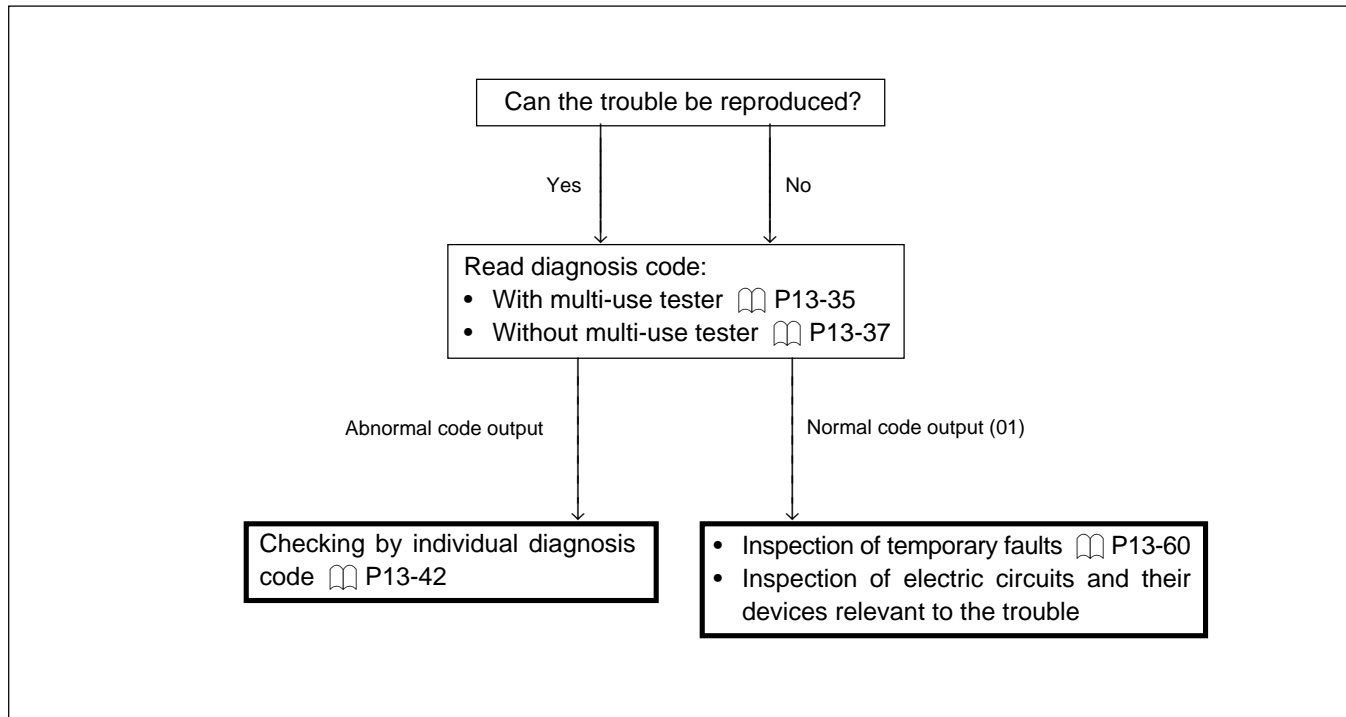 Can the trouble be reproduced?
Yes
No
Read diagnosis code:
• With multi-use tester P13-35
• Without multi-use tester P13-37
Abnormal code output
Normal code output (01)
Checking by individual diagnosis
code P13-42
• Inspection of temporary faults P13-60
• Inspection of electric circuits and their
devices relevant to the trouble